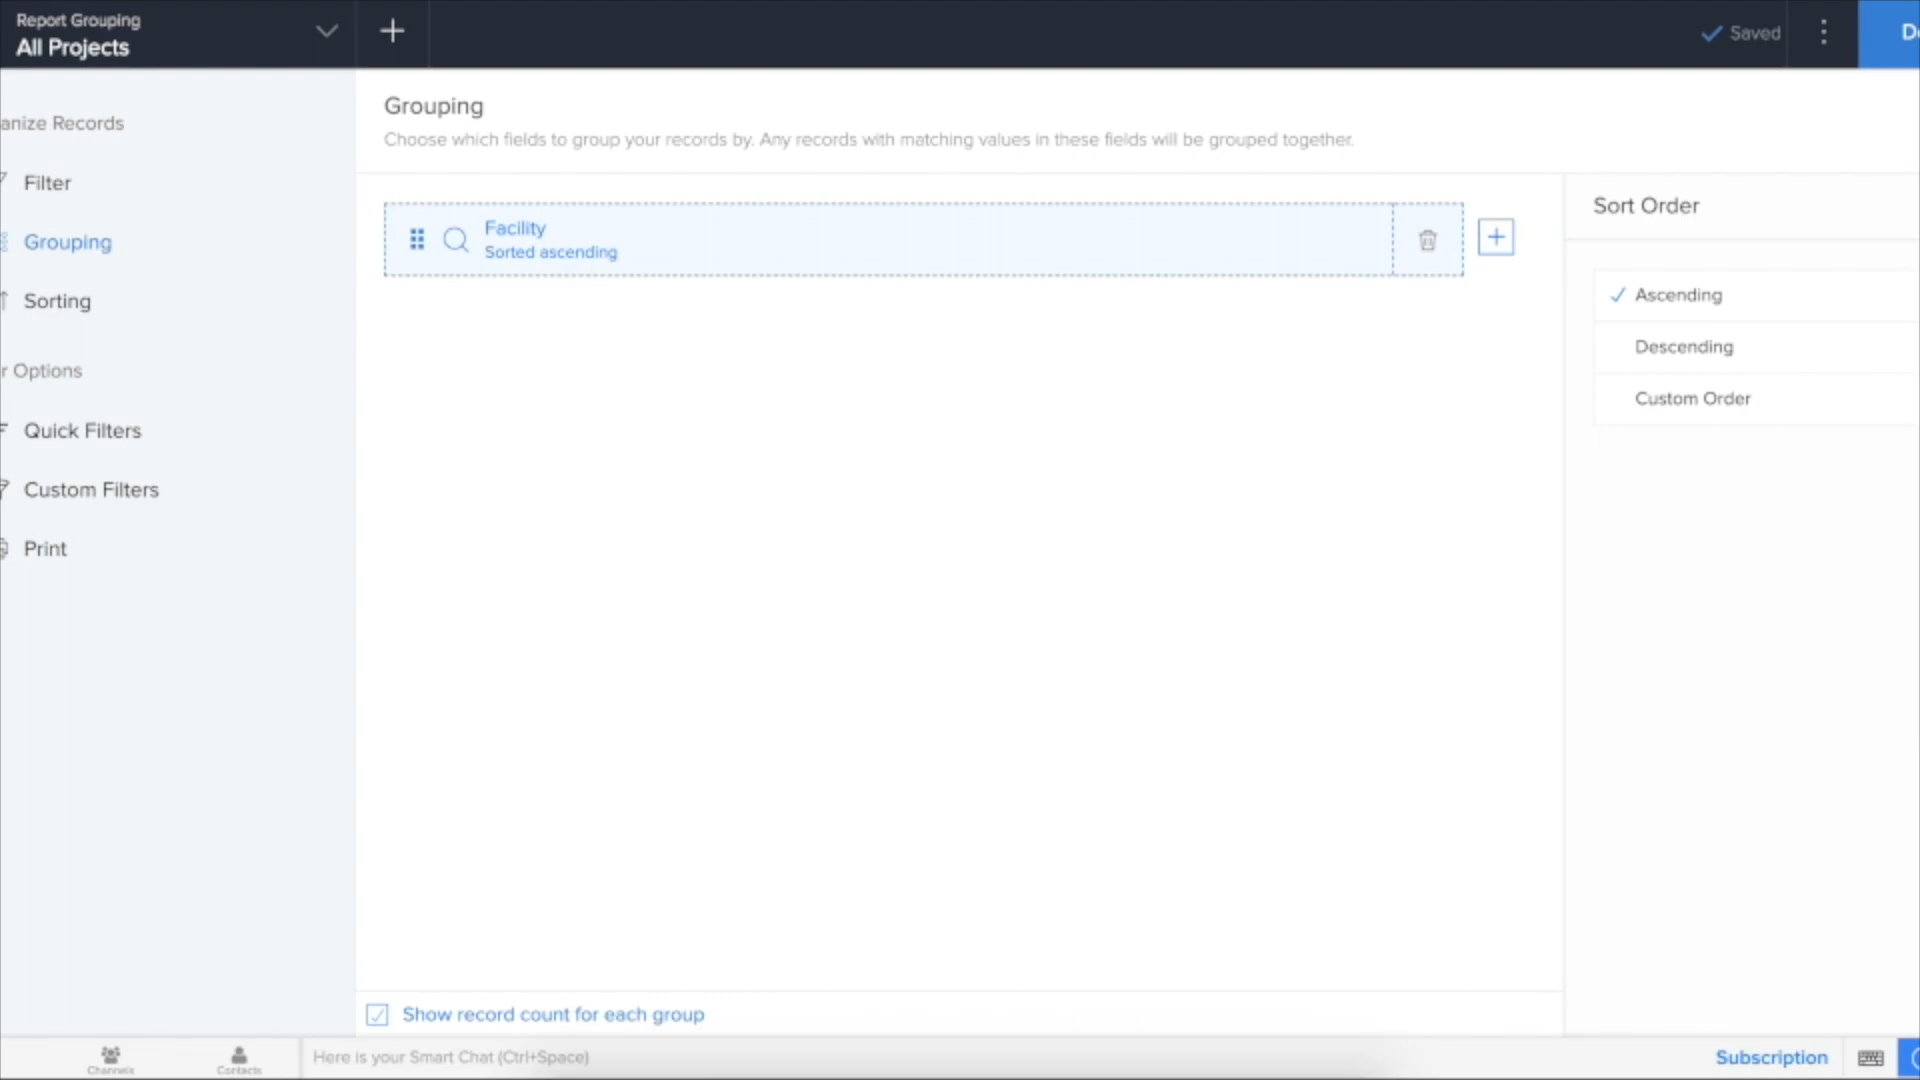 Report Grouping
All Projects
Saved
anize Records
Filter
Grouping
Sorting
r Options
Quick Filters
Custom Filters
Print
Grouping
Choose which fields to group your records by. Any records with matching values in these fields will be grouped together.
Facility
Sorted ascending
Sort Order
Ascending
Descending
Custom Order
Show record count for each group
Channels
Contacts
Here is your Smart Chat (Ctrl+Space)
Subscription